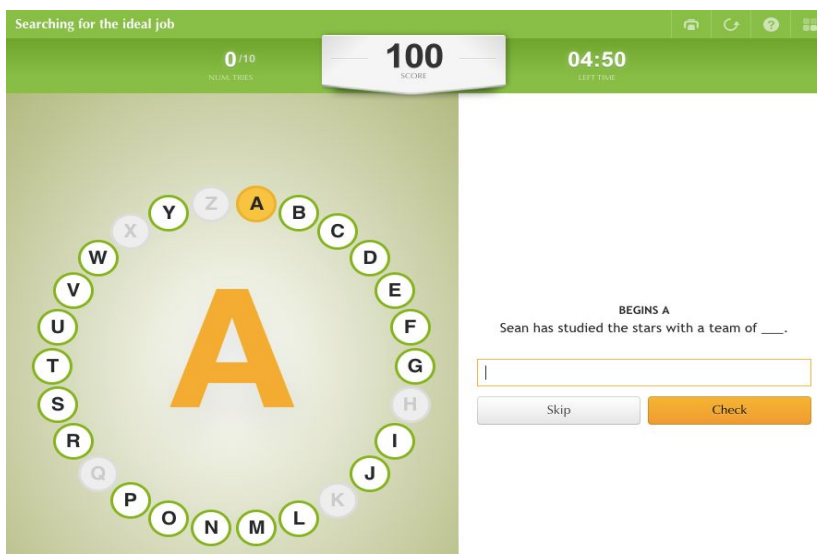 Searching for the ideal job
0/10
NUM. TRIES
100
SCORE
04:50
LEFT TIME
A
B
C
D
E
F
G
H
I
J
K
L
M
N
O
P
Q
R
S
T
U
V
W
X
Y
Z
A
BEGINS A
Sean has studied the stars with a team of ___.
Skip
Check